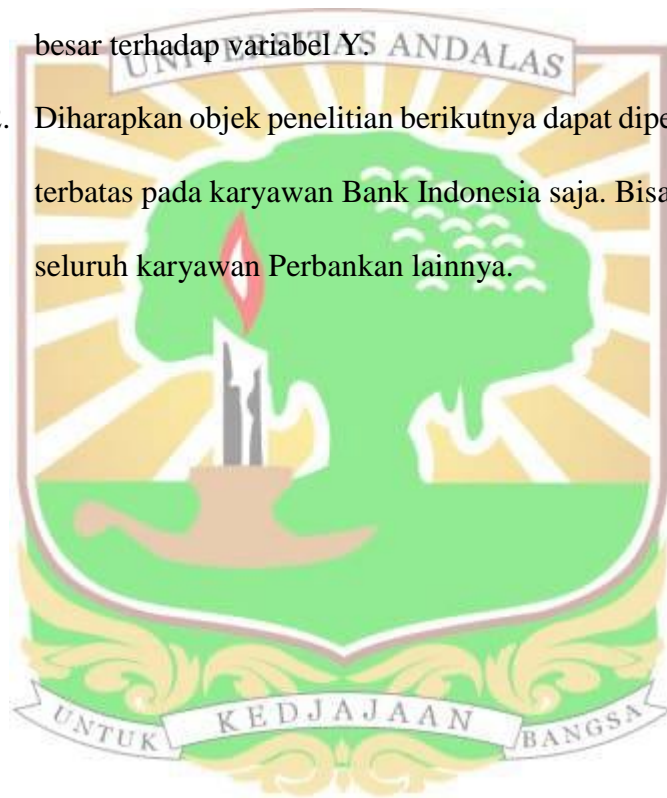 besar terhadap variabel Y.
UNIVERSITAS ANDALAS
. Diharapkan objek penelitian berikutnya dapat dipe
terbatas pada karyawan Bank Indonesia saja. Bisa
seluruh karyawan Perbankan lainnya.
UNTUK KEDJAJAAN BANGSA